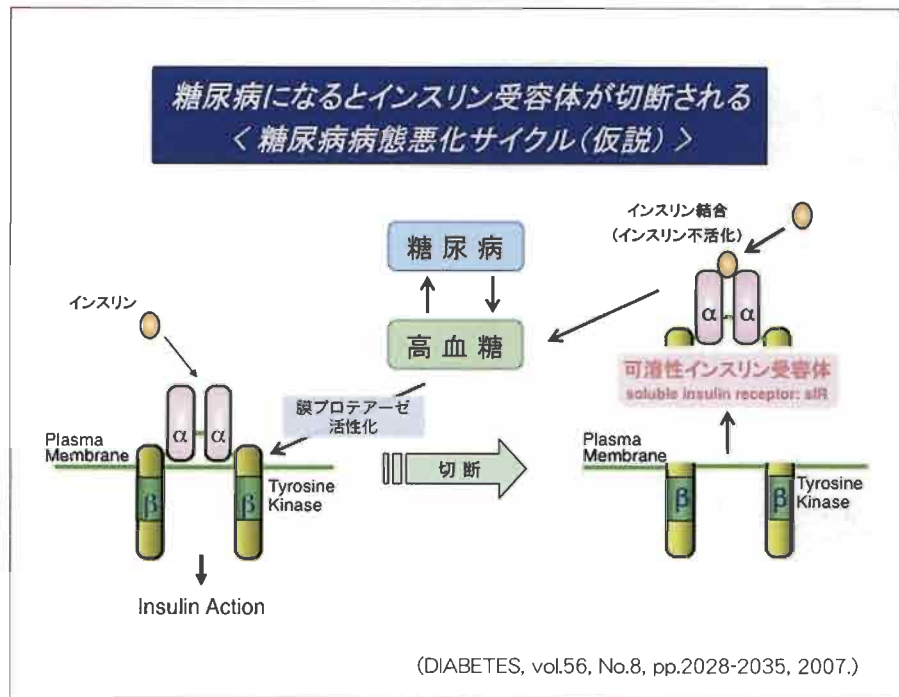 糖尿病になるとインスリン受容体が切断される
<糖尿病病態悪化サイクル(仮説)>
インスリン結合
(インスリン不活化)
糖尿病
インスリン
高血糖
α
α
可溶性インスリン受容体
soluble insulin receptor: sIR
膜プロテアーゼ
活性化
α
α
Plasma
Membrane
切断
Plasma
Membrane
β
β
Tyrosine
Kinase
β
β
Tyrosine
Kinase
Insulin Action
(DIABETES, vol.56, No.8, pp.2028-2035, 2007.)